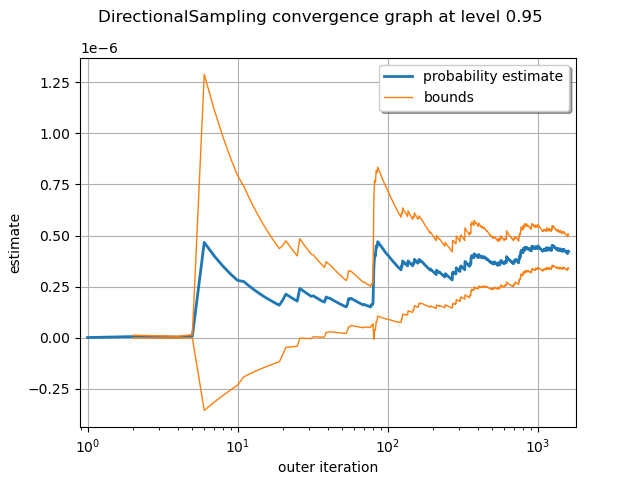 DirectionalSampling convergence graph at level 0.95
1e−6
probability estimate
bounds
1.25
1.00
0.75
0.50
0.25
0.00
−0.25
estimate
10^0
10^1
10^2
10^3
outer iteration